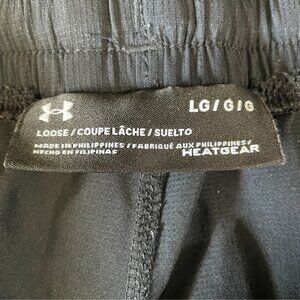 LG/G/G
LOOSE / COUPE LÂCHE / SUELTO
MADE IN PHILIPPINES / FABRIQUÉ AUX PHILIPPINES /
HECHO EN FILIPINAS HEATGEAR